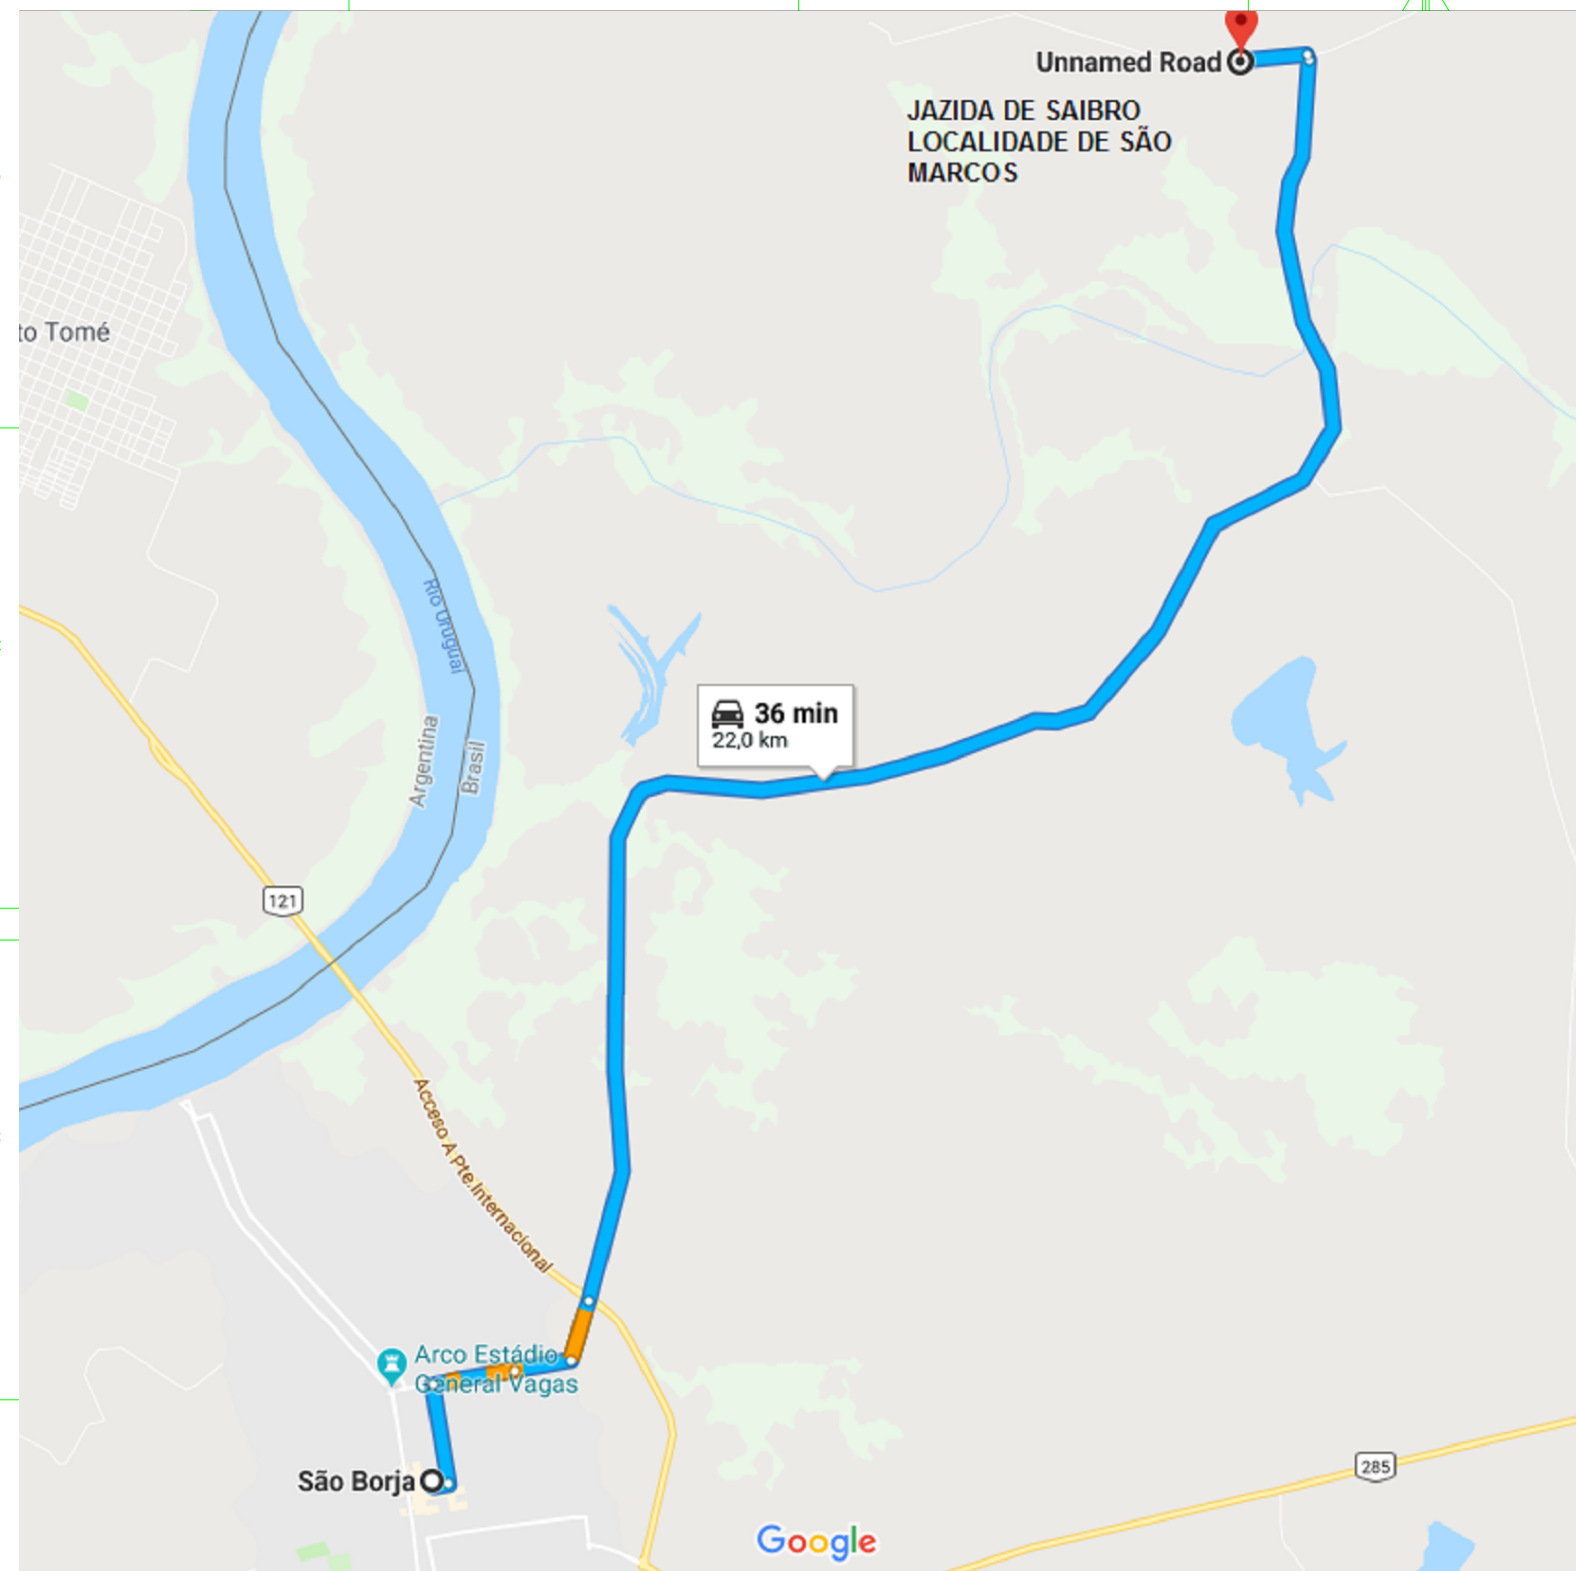 Unnamed Road
JAZIDA DE SAIBRO
LOCALIDADE DE SÃO
MARCOS
to Tomé
Rio Uruguai
36 min
22,0 km
Argentina
Brasil
121
Acceso A Pte.Internacional
Arco Estádio
General Vagas
São Borja
285
Google